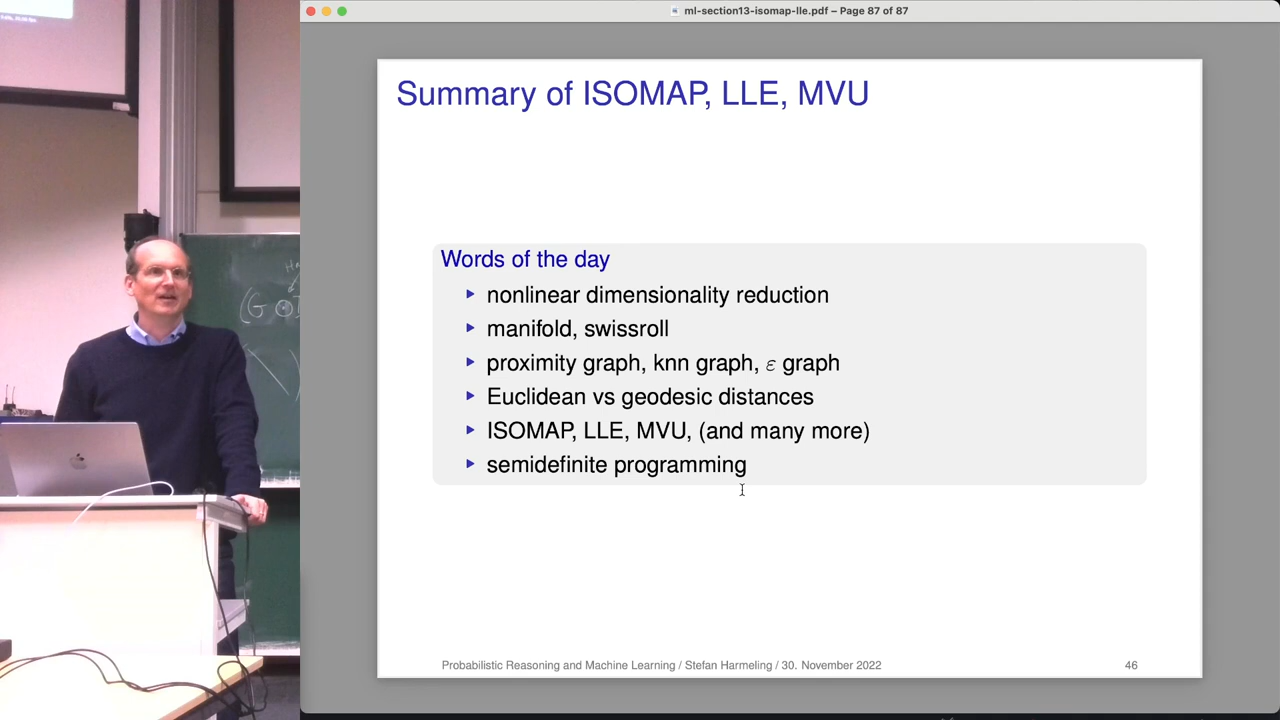 ml-section13-isomap-lle.pdf – Page 87 of 87
Summary of ISOMAP, LLE, MVU
Words of the day
nonlinear dimensionality reduction
manifold, swissroll
proximity graph, knn graph, ε graph
Euclidean vs geodesic distances
ISOMAP, LLE, MVU, (and many more)
semidefinite programming
Probabilistic Reasoning and Machine Learning / Stefan Harmeling / 30. November 2022
46